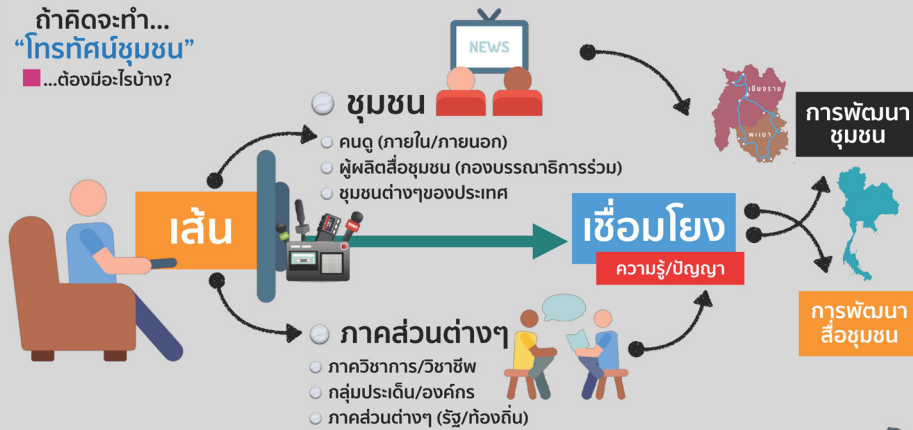 ถ้าคิดจะทำ...
“โทรทัศน์ชุมชน”
...ต้องมีอะไรบ้าง?
NEWS
ชุมชน
คนดู (ภายใน/ภายนอก)
ผู้ผลิตสื่อชุมชน (กองบรรณาธิการร่วม)
ชุมชนต่างๆของประเทศ
เชียงราย
พะเยา
การพัฒนา
ชุมชน
เส้น
เชื่อมโยง
ความรู้/ปัญญา
การพัฒนา
สื่อชุมชน
ภาคส่วนต่างๆ
ภาควิชาการ/วิชาชีพ
กลุ่มประเด็น/องค์กร
ภาคส่วนต่างๆ (รัฐ/ท้องถิ่น)